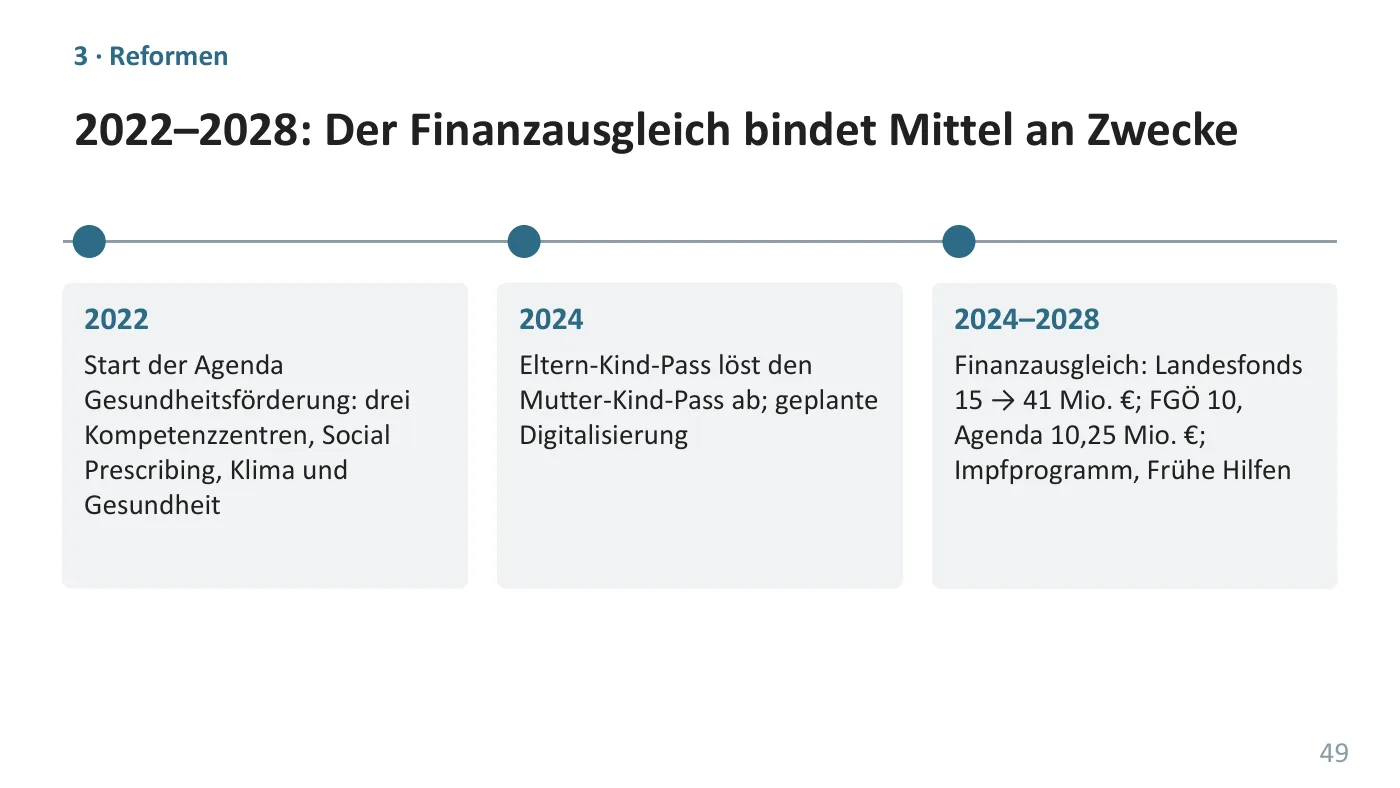 3 · Reformen
2022–2028: Der Finanzausgleich bindet Mittel an Zwecke
2022
Start der Agenda
Gesundheitsförderung: drei
Kompetenzzentren, Social
Prescribing, Klima und
Gesundheit
2024
Eltern-Kind-Pass löst den
Mutter-Kind-Pass ab; geplante
Digitalisierung
2024–2028
Finanzausgleich: Landesfonds
15 → 41 Mio. €; FGÖ 10,
Agenda 10,25 Mio. €;
Impfprogramm, Frühe Hilfen
49